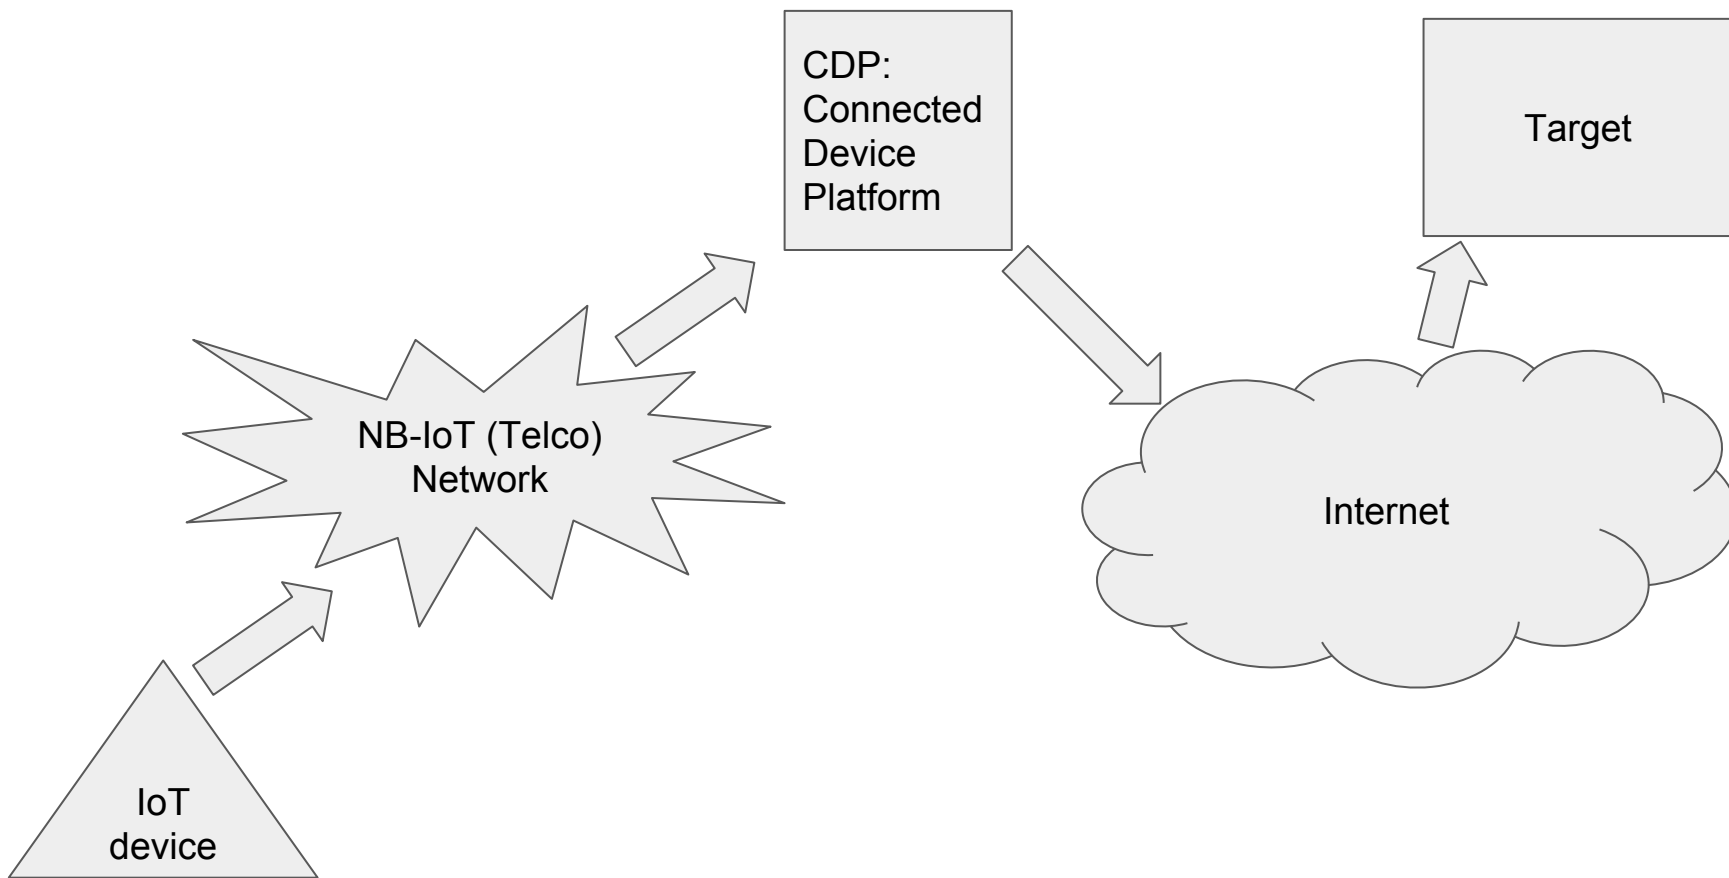 CDP:
Connected
Device
Platform
Target
NB-IoT (Telco)
Network
Internet
IoT
device